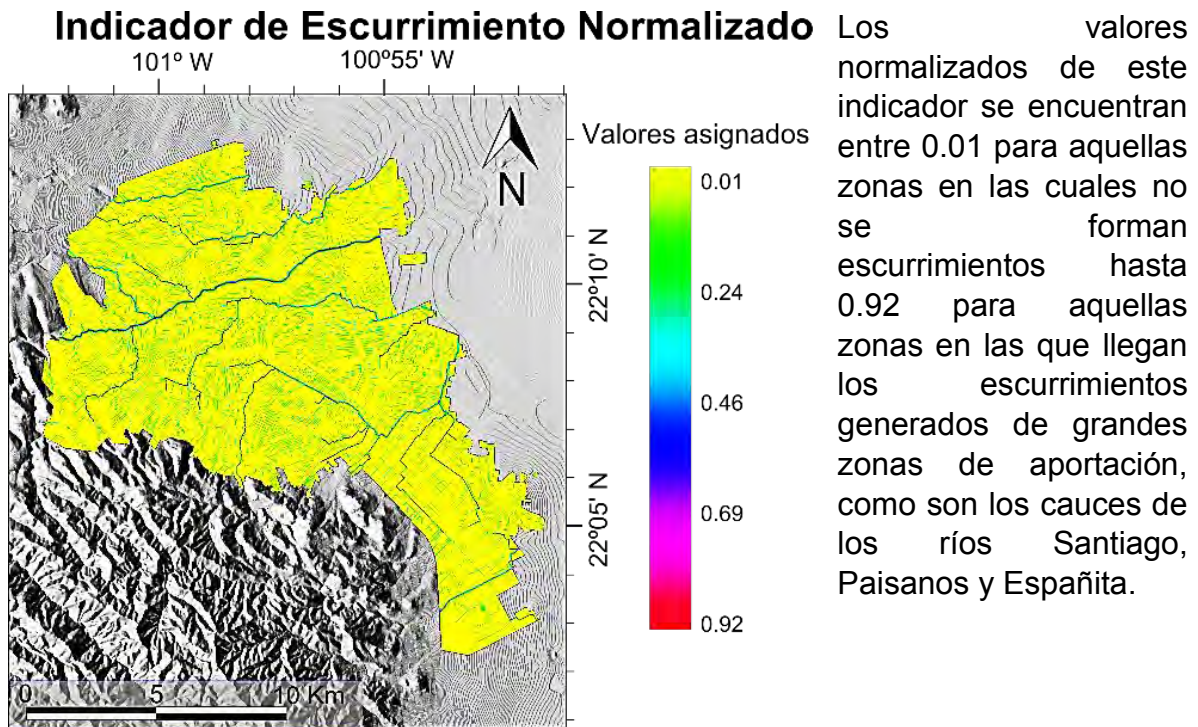 Indicador de Escurrimiento Normalizado
101º W
100º55' W
N
22º10' N
22º05' N
0 5 10 Km
Valores asignados
0.01
0.24
0.46
0.69
0.92
Los valores
normalizados de este
indicador se encuentran
entre 0.01 para aquellas
zonas en las cuales no
se forman
escurrimientos hasta
0.92 para aquellas
zonas en las que llegan
los escurrimientos
generados de grandes
zonas de aportación,
como son los cauces de
los ríos Santiago,
Paisanos y Españita.